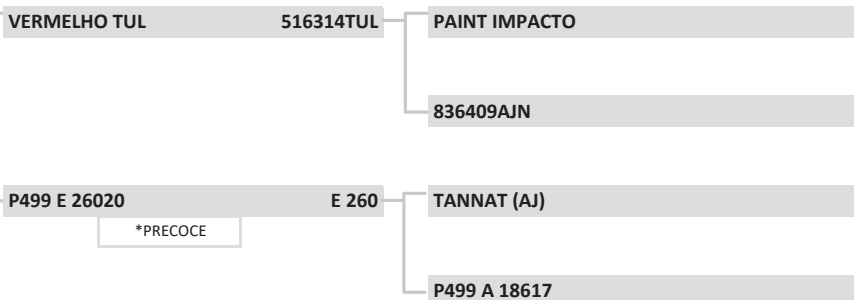 VERMELHO TUL 516314TUL PAINT IMPACTO
836409AJN
P499 E 26020 E 260 TANNAT (AJ)
*PRECOCE
P499 A 18617